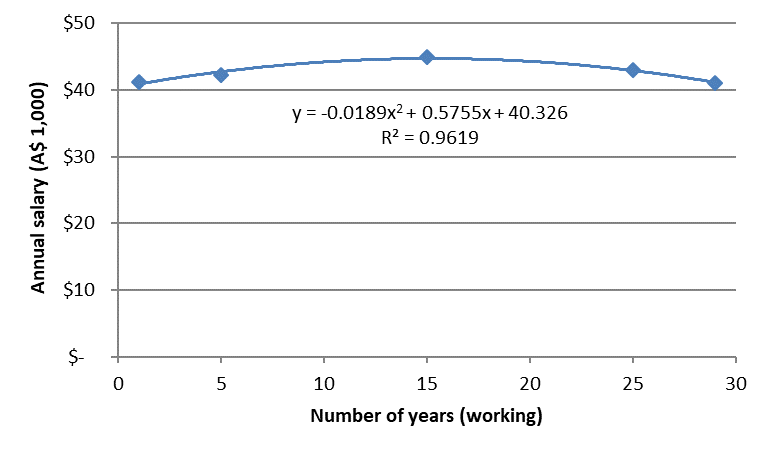 $50
$40
$30
$20
$10
$-
Annual salary (A$ 1,000)
y = -0.0189x² + 0.5755x + 40.326
R² = 0.9619
0 5 10 15 20 25 30
Number of years (working)